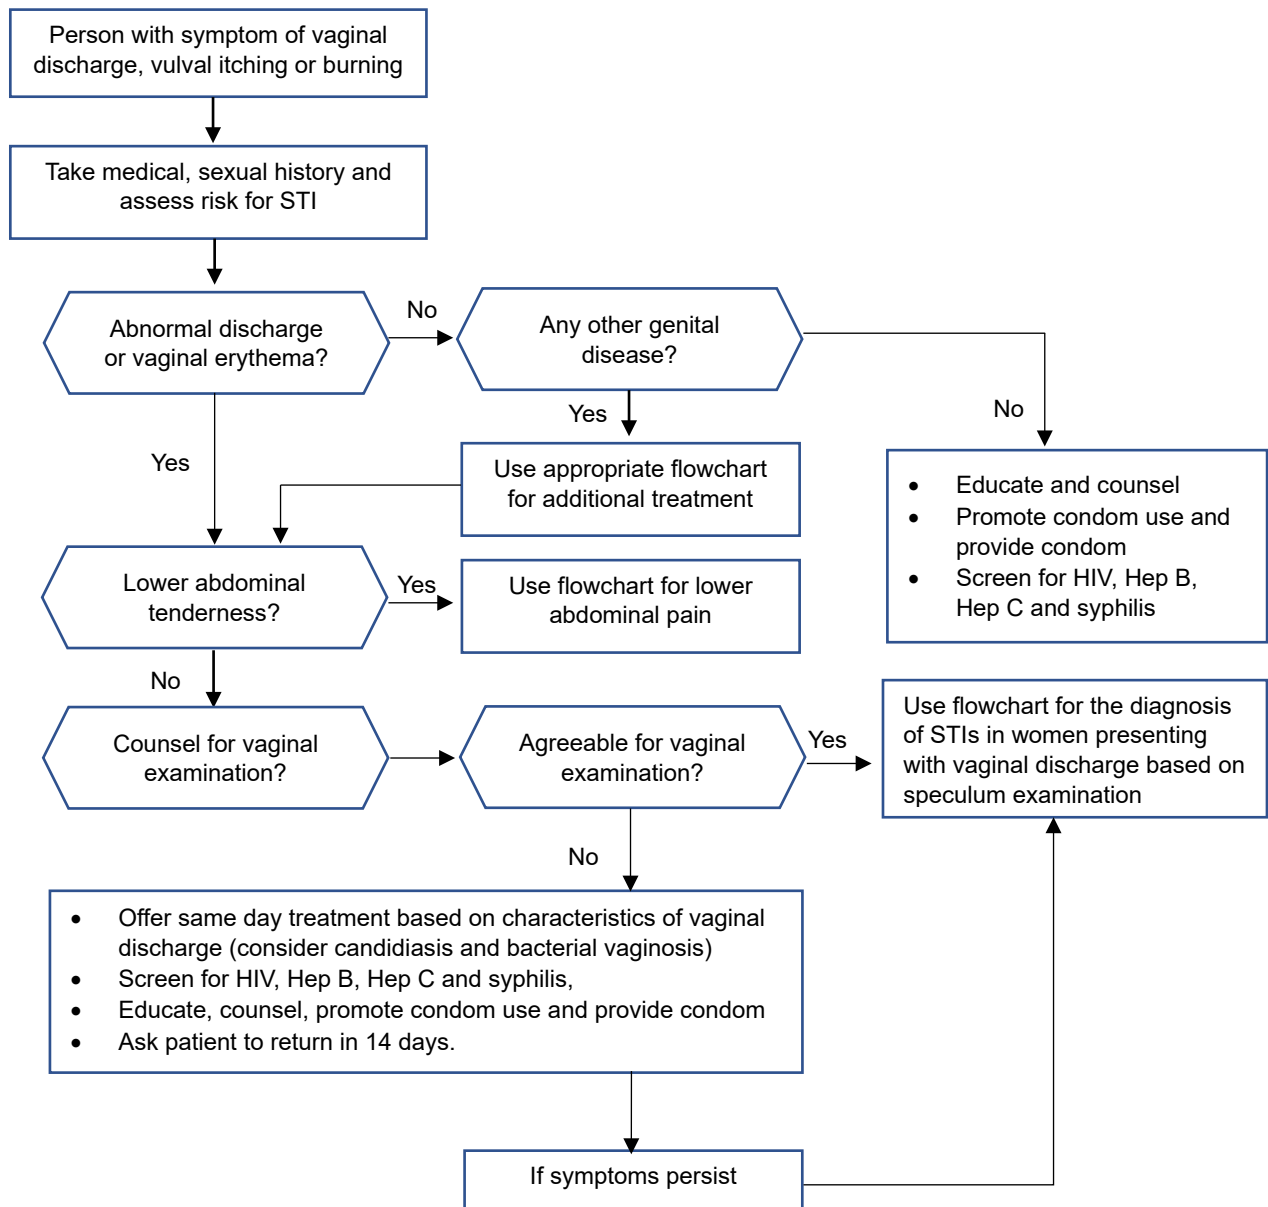 Person with symptom of vaginal
discharge, vulval itching or burning
Take medical, sexual history and
assess risk for STI
Abnormal discharge
or vaginal erythema?
No
Any other genital
disease?
No
Yes
Yes
Use appropriate flowchart
for additional treatment
• Educate and counsel
• Promote condom use and
provide condom
• Screen for HIV, Hep B,
Hep C and syphilis
Lower abdominal
tenderness?
Yes
Use flowchart for lower
abdominal pain
No
Counsel for vaginal
examination?
Agreeable for vaginal
examination?
Yes
Use flowchart for the diagnosis
of STIs in women presenting
with vaginal discharge based on
speculum examination
No
• Offer same day treatment based on characteristics of vaginal
discharge (consider candidiasis and bacterial vaginosis)
• Screen for HIV, Hep B, Hep C and syphilis,
• Educate, counsel, promote condom use and provide condom
• Ask patient to return in 14 days.
If symptoms persist